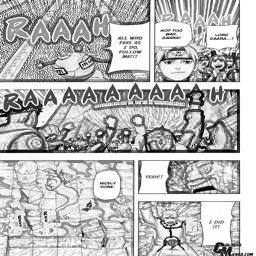 RAAAH
ALL WHO
FEEL AS
I DO,
FOLLOW
ME!!!
NOT TOO
BAD,
GAARA!
LORD
GAARA...!
RAAAAAAAAH
NICELY
DONE.
YEAH!!
I DID
IT!